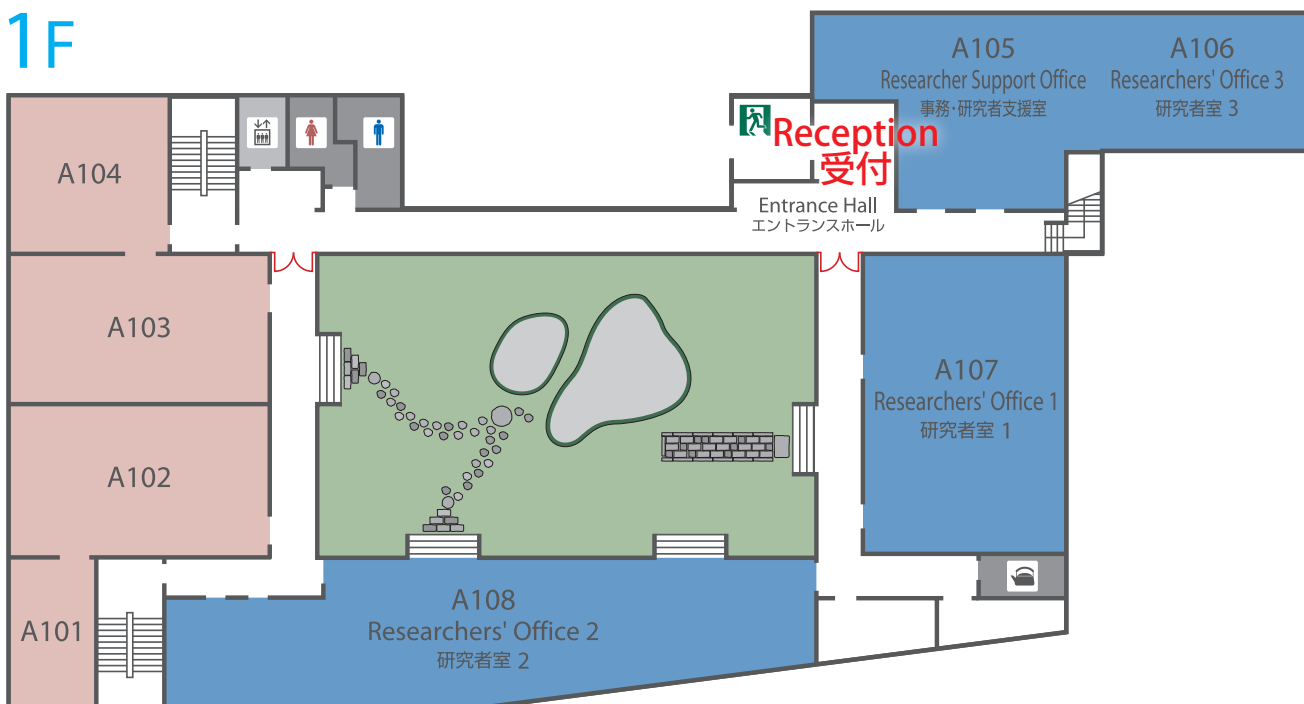 1F
A105
Researcher Support Office
事務・研究者支援室
A106
Researchers' Office 3
研究者室 3
Reception
受付
A104
Entrance Hall
エントランスホール
A103
A107
Researchers' Office 1
研究者室 1
A102
A108
Researchers' Office 2
研究者室 2
A101